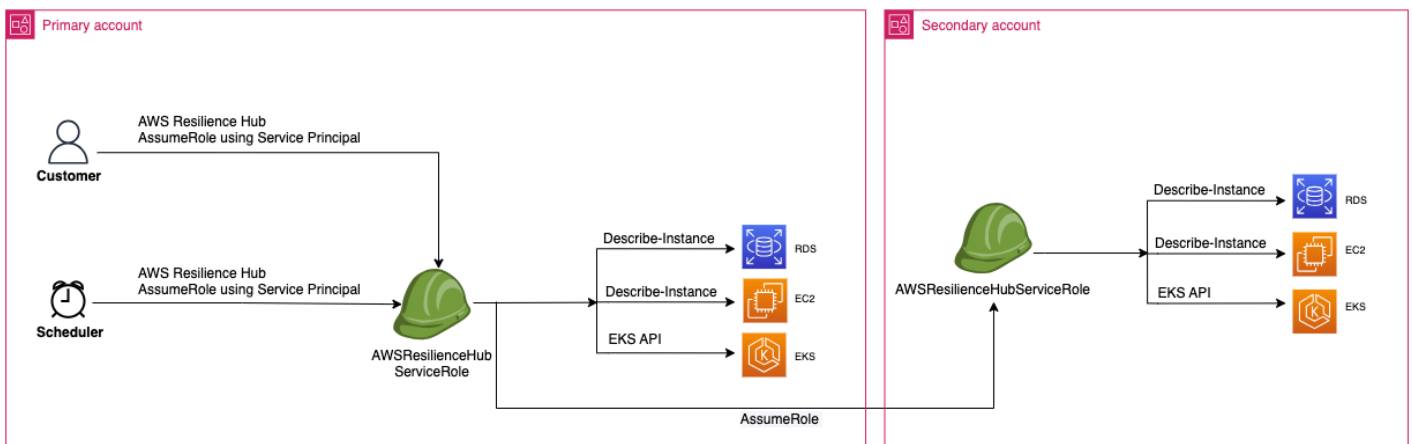 Primary account
AWS Resilience Hub
AssumeRole using Service Principal
Customer
AWS Resilience Hub
AssumeRole using Service Principal
Scheduler
AWSResilienceHub
ServiceRole
Describe-Instance
RDS
Describe-Instance
EC2
EKS API
K
EKS
AssumeRole
Secondary account
AWSResilienceHubServiceRole
Describe-Instance
RDS
Describe-Instance
EC2
EKS API
K
EKS